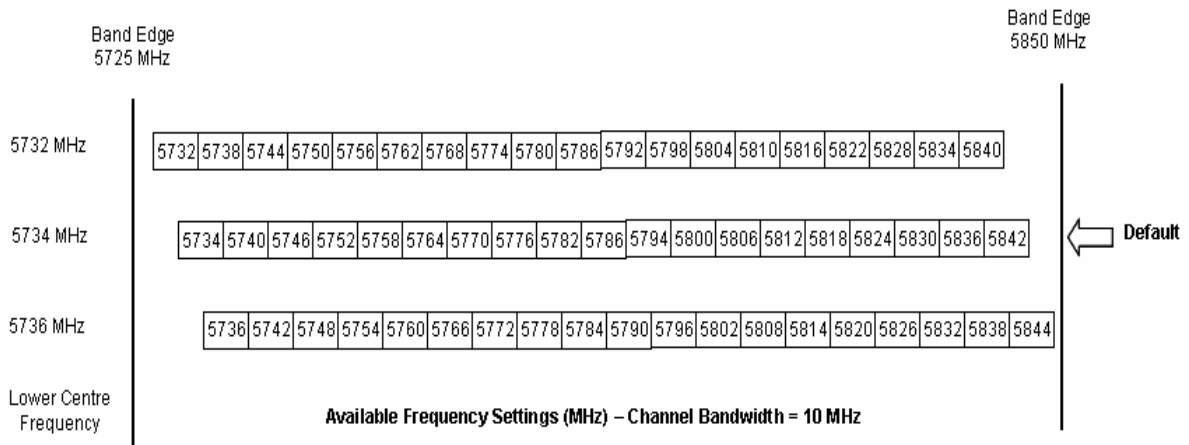 Band Edge
5725 MHz
Band Edge
5850 MHz
5732 MHz
5732 5738 5744 5750 5756 5762 5768 5774 5780 5786 5792 5798 5804 5810 5816 5822 5828 5834 5840
5734 MHz
5734 5740 5746 5752 5758 5764 5770 5776 5782 5786 5794 5800 5806 5812 5818 5824 5830 5836 5842
Default
5736 MHz
5736 5742 5748 5754 5760 5766 5772 5778 5784 5790 5796 5802 5808 5814 5820 5826 5832 5838 5844
Lower Centre
Frequency
Available Frequency Settings (MHz) – Channel Bandwidth = 10 MHz